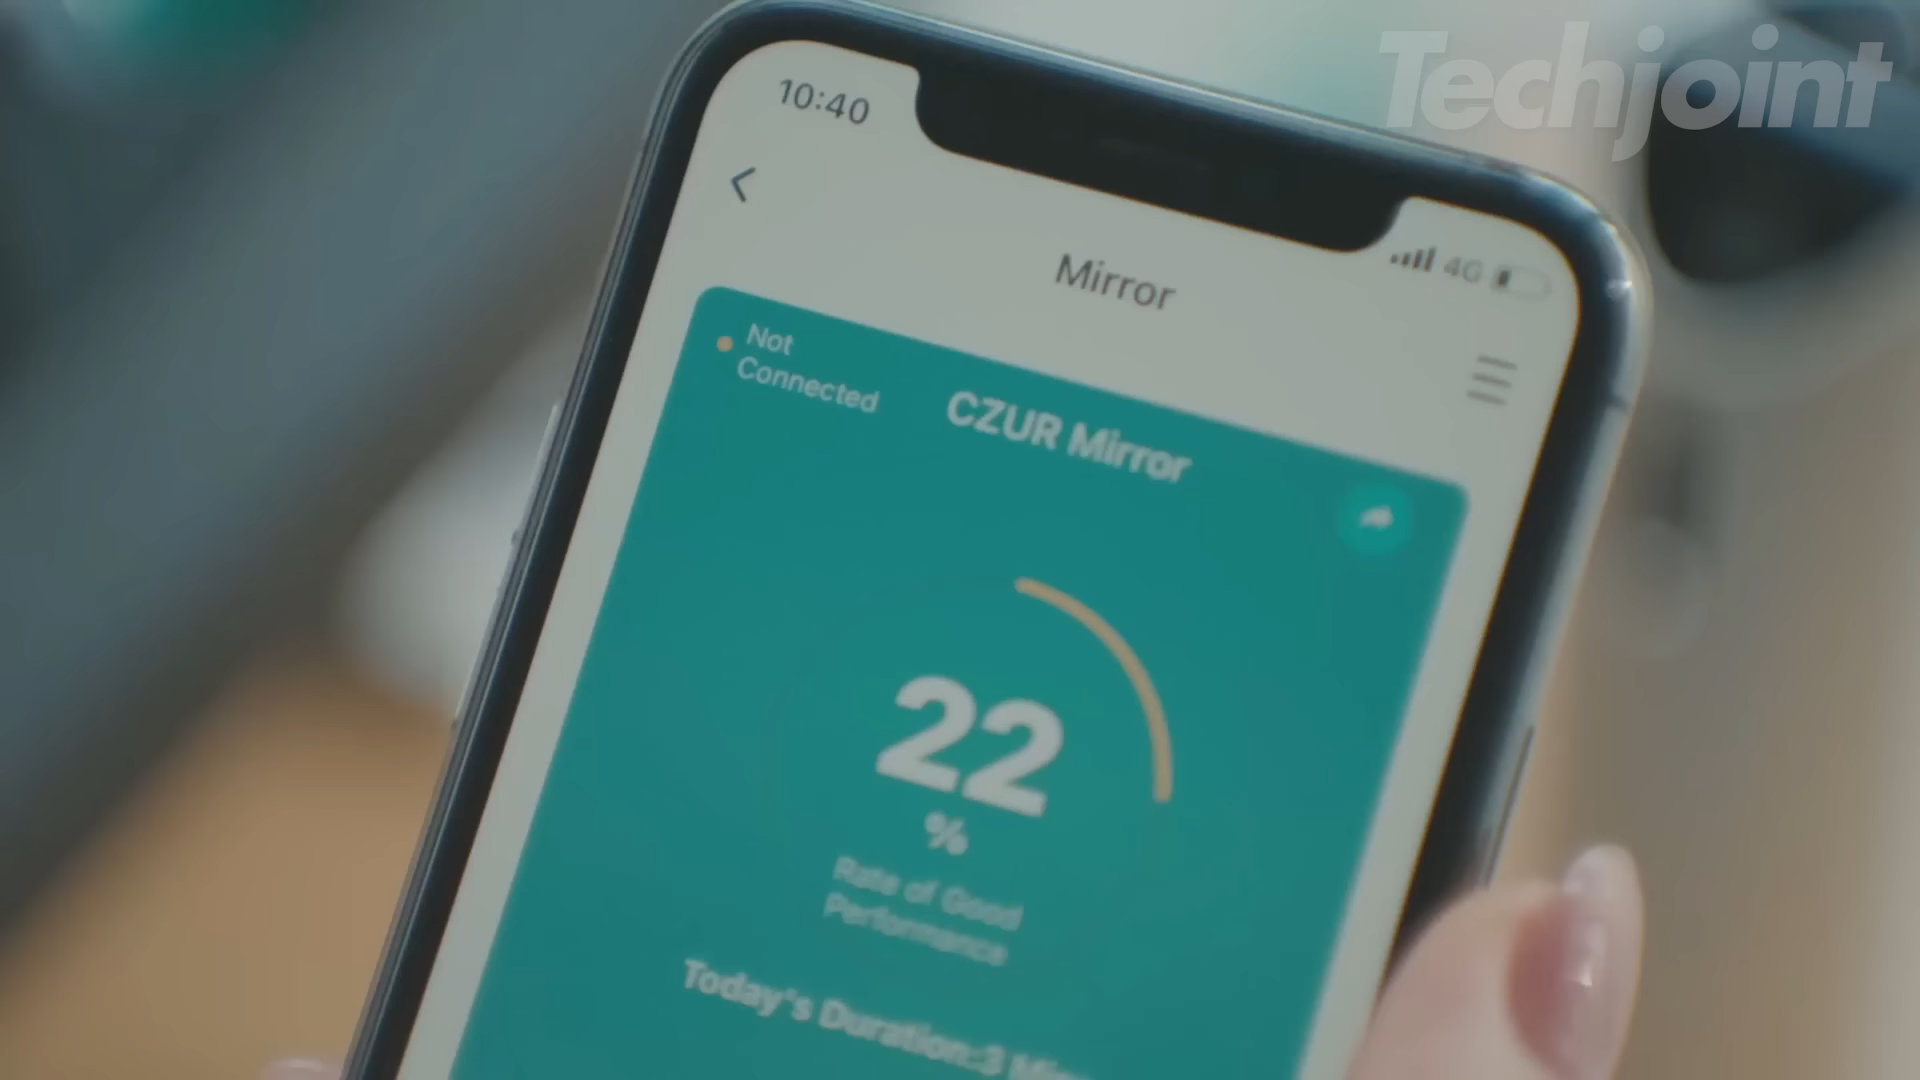 Techjoint
10:40
4G
Mirror
Not
Connected
CZUR Mirror
22
%
Rate of Good
Performance
Today's Duration:3